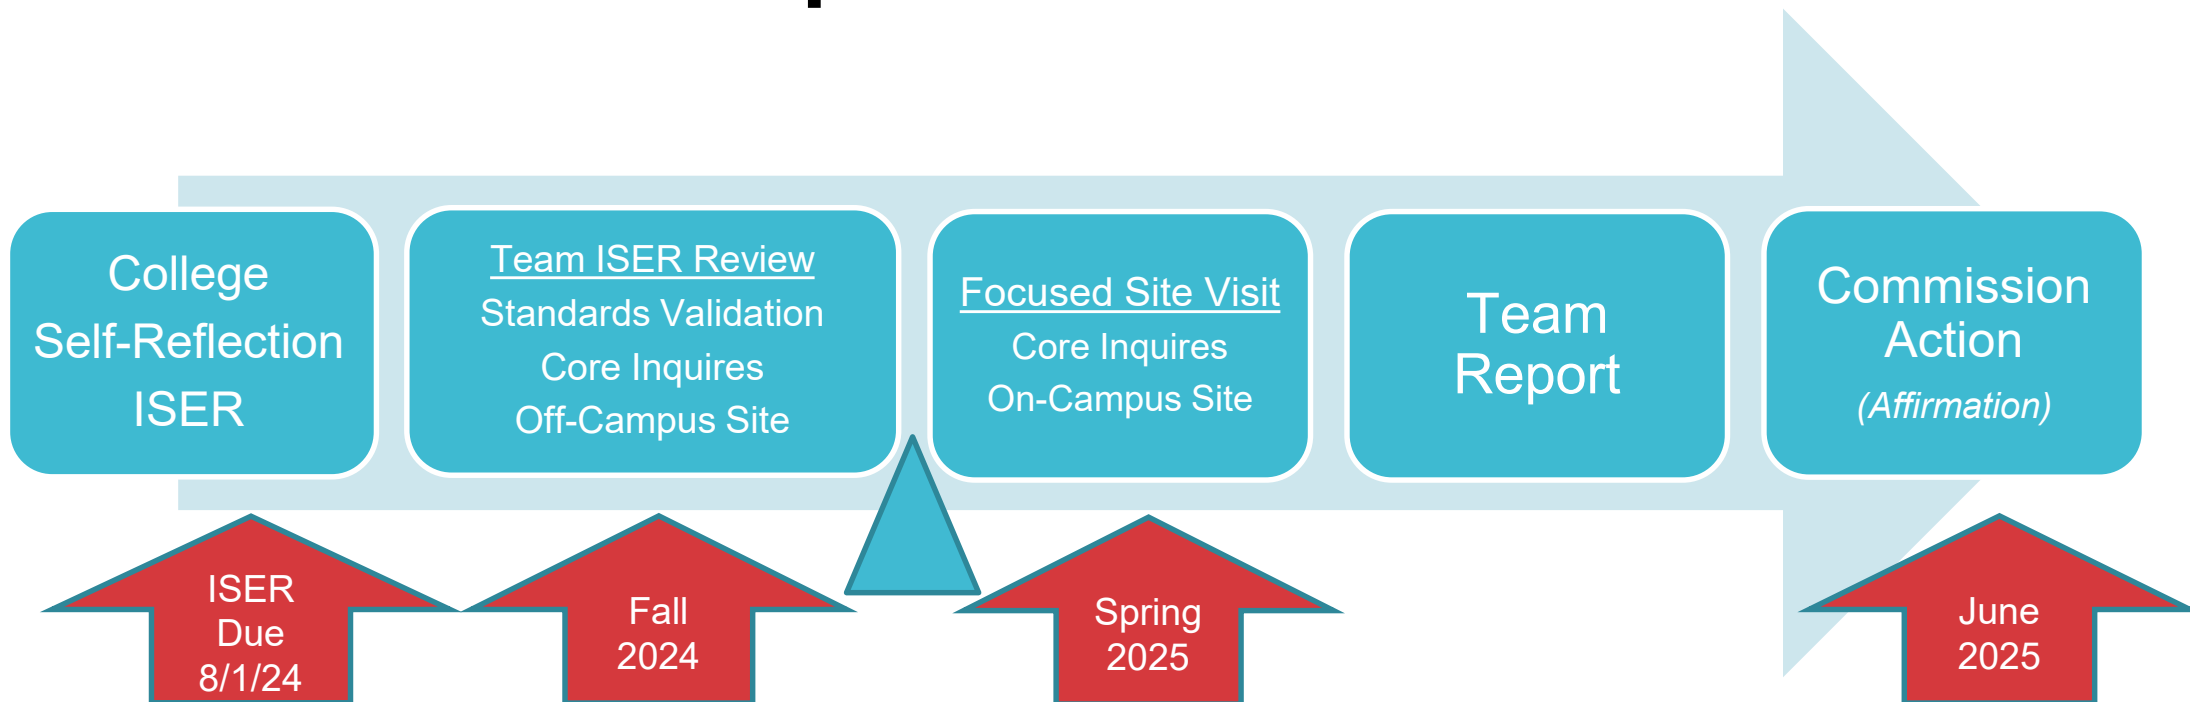 College
Self-Reflection
ISER
Team ISER Review
Standards Validation
Core Inquires
Off-Campus Site
Focused Site Visit
Core Inquires
On-Campus Site
Team
Report
Commission
Action
(Affirmation)
ISER
Due
8/1/24
Fall
2024
Spring
2025
June
2025